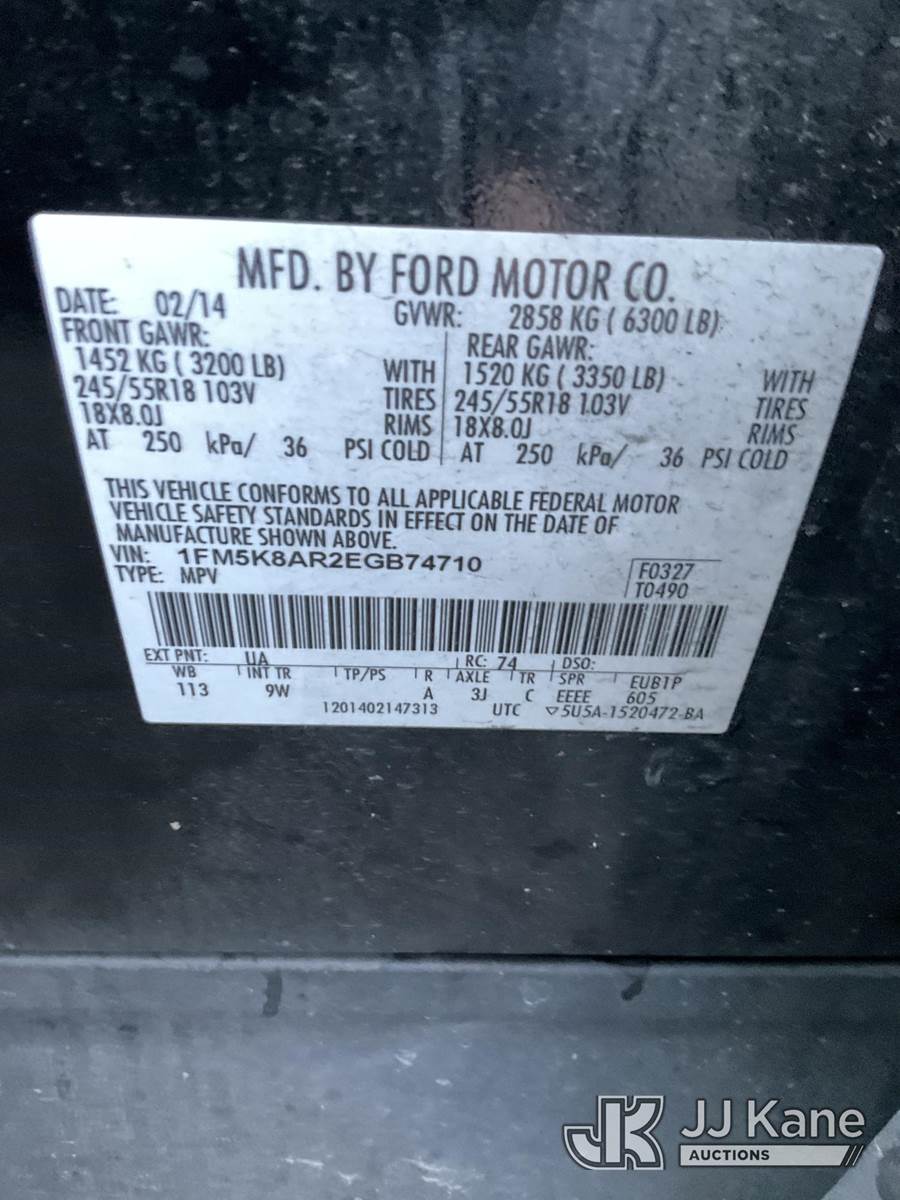 MFD. BY FORD MOTOR CO.
DATE: 02/14 GVWR: 2858 KG ( 6300 LB)
FRONT GAWR: REAR GAWR:
1452 KG ( 3200 LB) WITH 1520 KG ( 3350 LB) WITH
245/55R18 103V TIRES 245/55R18 103V TIRES
18X8.0J RIMS 18X8.0J RIMS
AT 250 kPa/ 36 PSI COLD AT 250 kPa/ 36 PSI COLD
THIS VEHICLE CONFORMS TO ALL APPLICABLE FEDERAL MOTOR
VEHICLE SAFETY STANDARDS IN EFFECT ON THE DATE OF
MANUFACTURE SHOWN ABOVE.
VIN: 1FM5K8AR2EGB74710 F0327
TYPE: MPV T0490
EXT PNT: UA RC: 74 DSO:
WB INT TR TP/PS R AXLE TR SPR EUB1P
113 9W A 3J C EEEE 605
1201402147313 UTC ▽5U5A-1520472-BA
JK JJ Kane
AUCTIONS